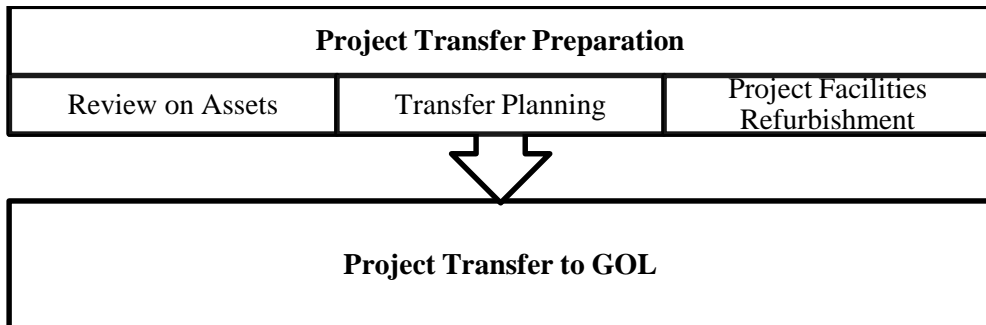 Project Transfer Preparation
Review on Assets
Transfer Planning
Project Facilities
Refurbishment
Project Transfer to GOL